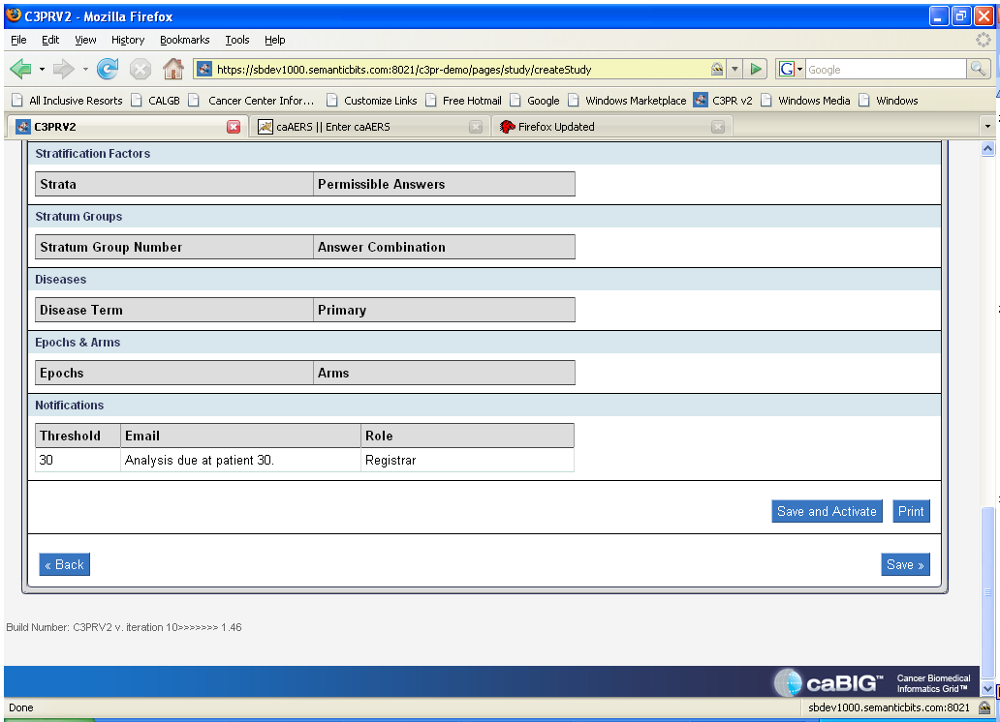 C3PRV2 - Mozilla Firefox
File Edit View History Bookmarks Tools Help
https://sbdev1000.semanticbits.com:8021/c3pr-demo/pages/study/createStudy G Google
All Inclusive Resorts CALGB Cancer Center Infor... Customize Links Free Hotmail Google Windows Marketplace C3PR v2 Windows Media Windows
C3PRV2 caAERS || Enter caAERS Firefox Updated
Stratification Factors
Strata Permissible Answers
Stratum Groups
Stratum Group Number Answer Combination
Diseases
Disease Term Primary
Epochs & Arms
Epochs Arms
Notifications
Threshold Email Role
30 Analysis due at patient 30. Registrar
Save and Activate Print
« Back Save »
Build Number: C3PRV2 v. iteration 10>>>>>>> 1.46
caBIG™ Cancer Biomedical
Informatics Grid™
Done sbdev1000.semanticbits.com:8021